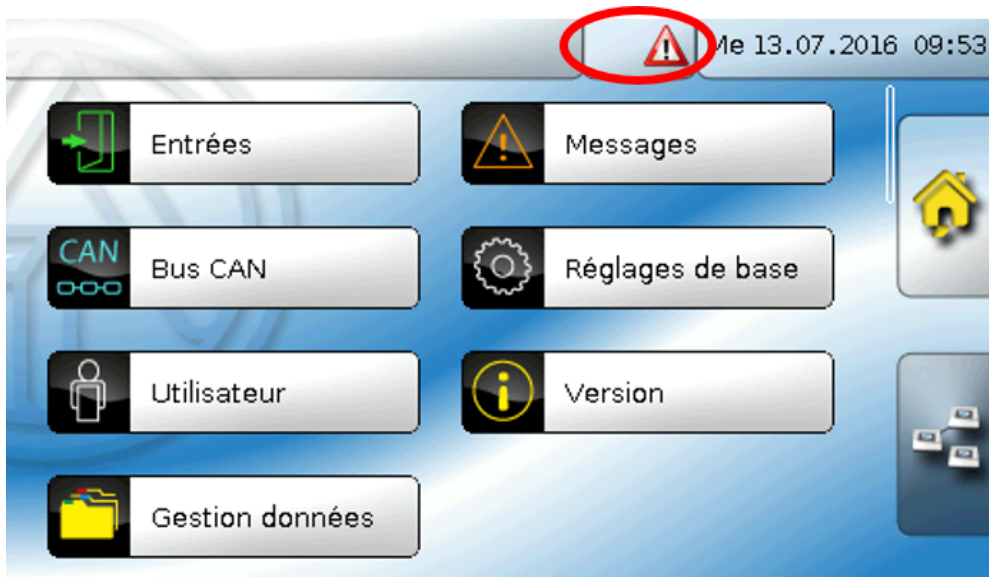 Me 13.07.2016 09:53
Entrées
Messages
CAN
Bus CAN
Réglages de base
Utilisateur
Version
Gestion données